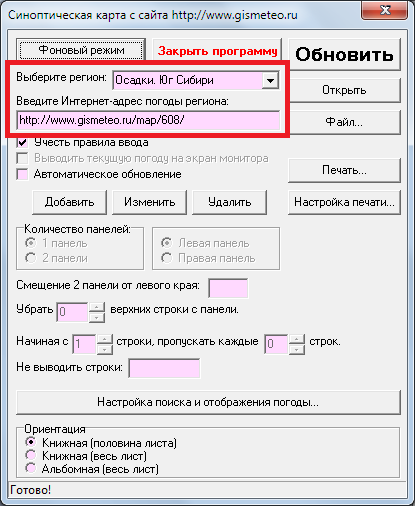 Синоптическая карта с сайта http://www.gismeteo.ru
Фоновый режим
Закрыть программу
Обновить
Выберите регион: Осадки. Юг Сибири
Открыть
Введите Интернет-адрес погоды региона:
http://www.gismeteo.ru/map/608/
Файл...
Учесть правила ввода
Выводить текущую погоду на экран монитора
Автоматическое обновление
Печать...
Добавить
Изменить
Удалить
Настройка печати...
Количество панелей:
1 панель
2 панели
Левая панель
Правая панель
Смещение 2 панели от левого края:
Убрать 0 верхних строки с панели.
Начиная с 1 строки, пропускать каждые 0 строк.
Не выводить строки:
Настройка поиска и отображения погоды...
Ориентация
Книжная (половина листа)
Книжная (весь лист)
Альбомная (весь лист)
Готово!